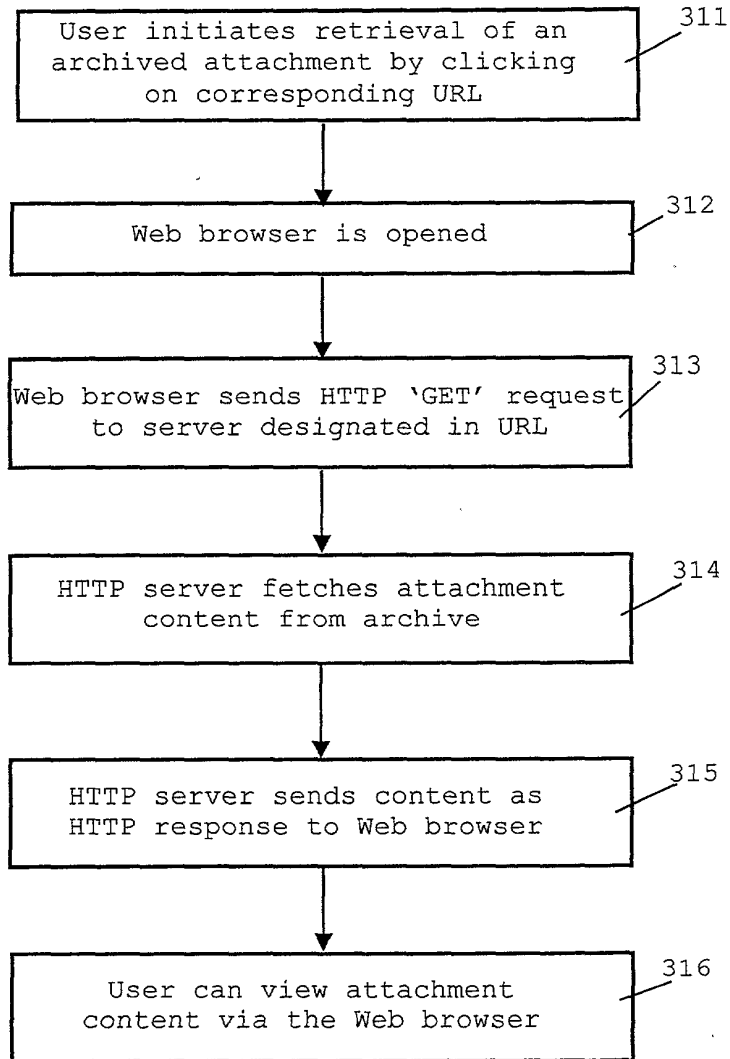 User initiates retrieval of an
archived attachment by clicking
on corresponding URL
311
Web browser is opened
312
Web browser sends HTTP ‘GET’ request
to server designated in URL
313
HTTP server fetches attachment
content from archive
314
HTTP server sends content as
HTTP response to Web browser
315
User can view attachment
content via the Web browser
316